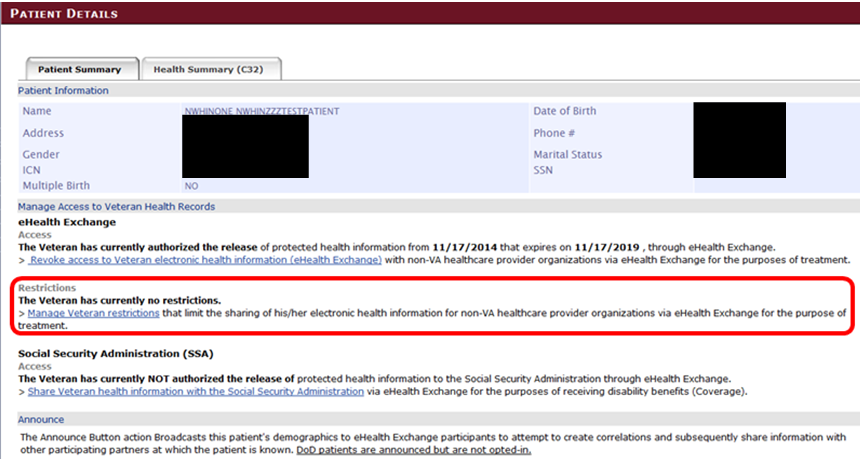 PATIENT DETAILS
Patient Summary Health Summary (C32)
Patient Information
Name NWHINONE NWHINZZZTESTPATIENT Date of Birth
Address Phone #
Gender Marital Status
ICN SSN
Multiple Birth NO
Manage Access to Veteran Health Records
eHealth Exchange
Access
The Veteran has currently authorized the release of protected health information from 11/17/2014 that expires on 11/17/2019 , through eHealth Exchange.
> Revoke access to Veteran electronic health information (eHealth Exchange) with non-VA healthcare provider organizations via eHealth Exchange for the purposes of treatment.
Restrictions
The Veteran has currently no restrictions.
> Manage Veteran restrictions that limit the sharing of his/her electronic health information for non-VA healthcare provider organizations via eHealth Exchange for the purpose of
treatment.
Social Security Administration (SSA)
Access
The Veteran has currently NOT authorized the release of protected health information to the Social Security Administration through eHealth Exchange.
> Share Veteran health information with the Social Security Administration via eHealth Exchange for the purposes of receiving disability benefits (Coverage).
Announce
The Announce Button action Broadcasts this patient's demographics to eHealth Exchange participants to attempt to create correlations and subsequently share information with
other participating partners at which the patient is known. DoD patients are announced but are not opted-in.